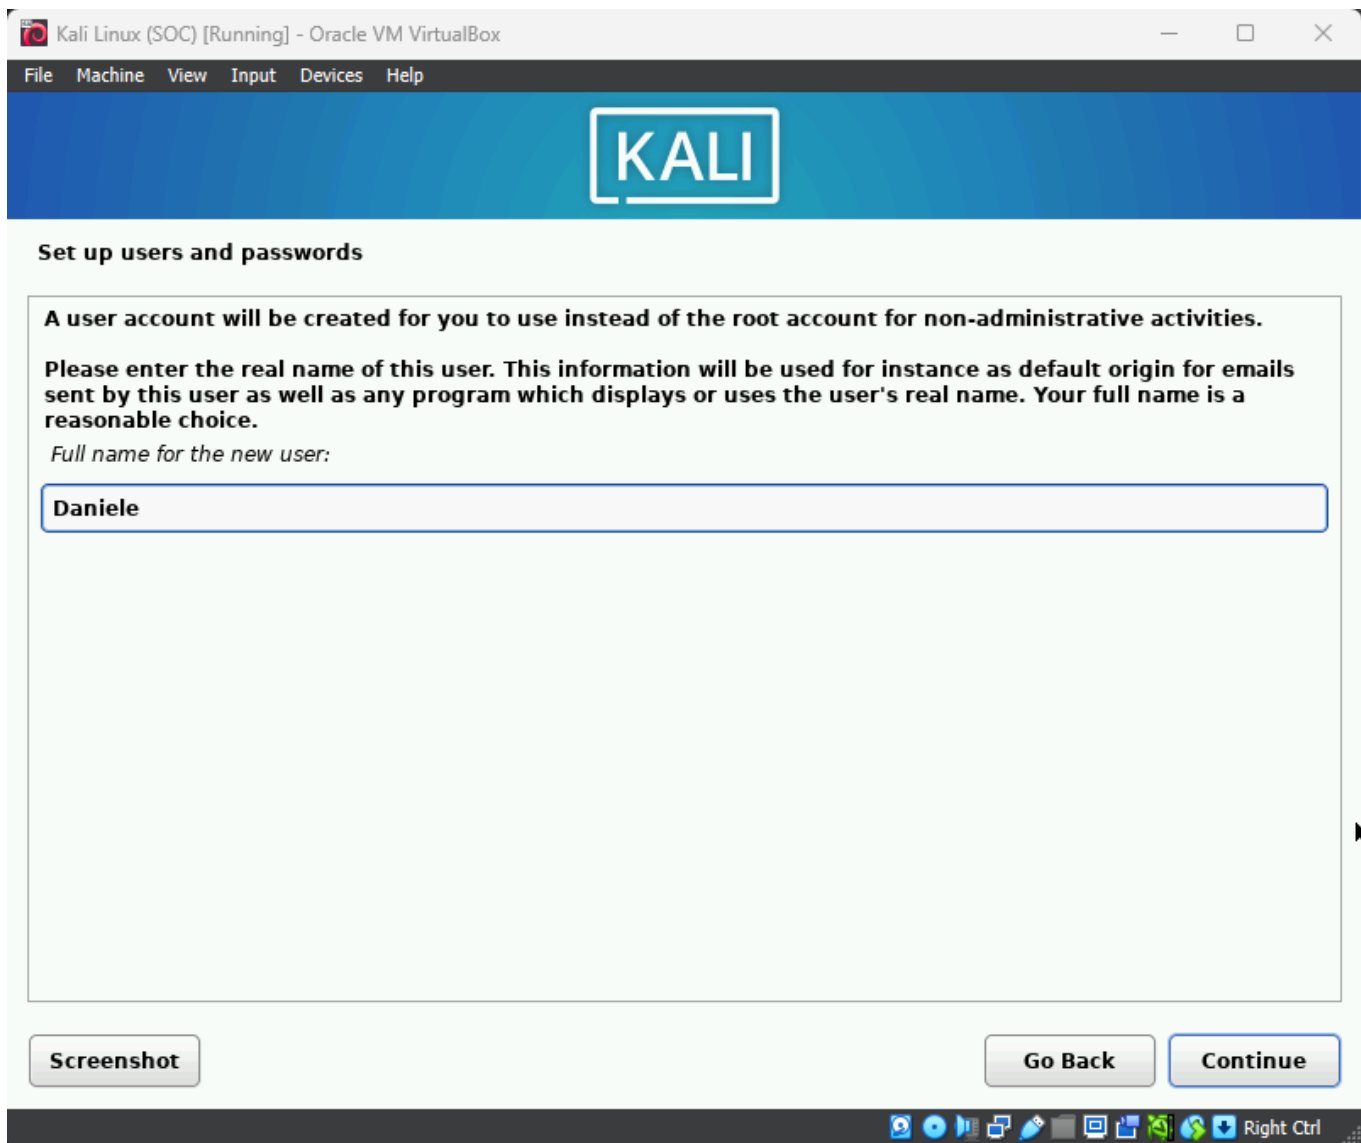 Kali Linux (SOC) [Running] - Oracle VM VirtualBox
File Machine View Input Devices Help
KALI
Set up users and passwords
A user account will be created for you to use instead of the root account for non-administrative activities.
Please enter the real name of this user. This information will be used for instance as default origin for emails
sent by this user as well as any program which displays or uses the user's real name. Your full name is a
reasonable choice.
Full name for the new user:
Daniele
Screenshot
Go Back
Continue
Right Ctrl